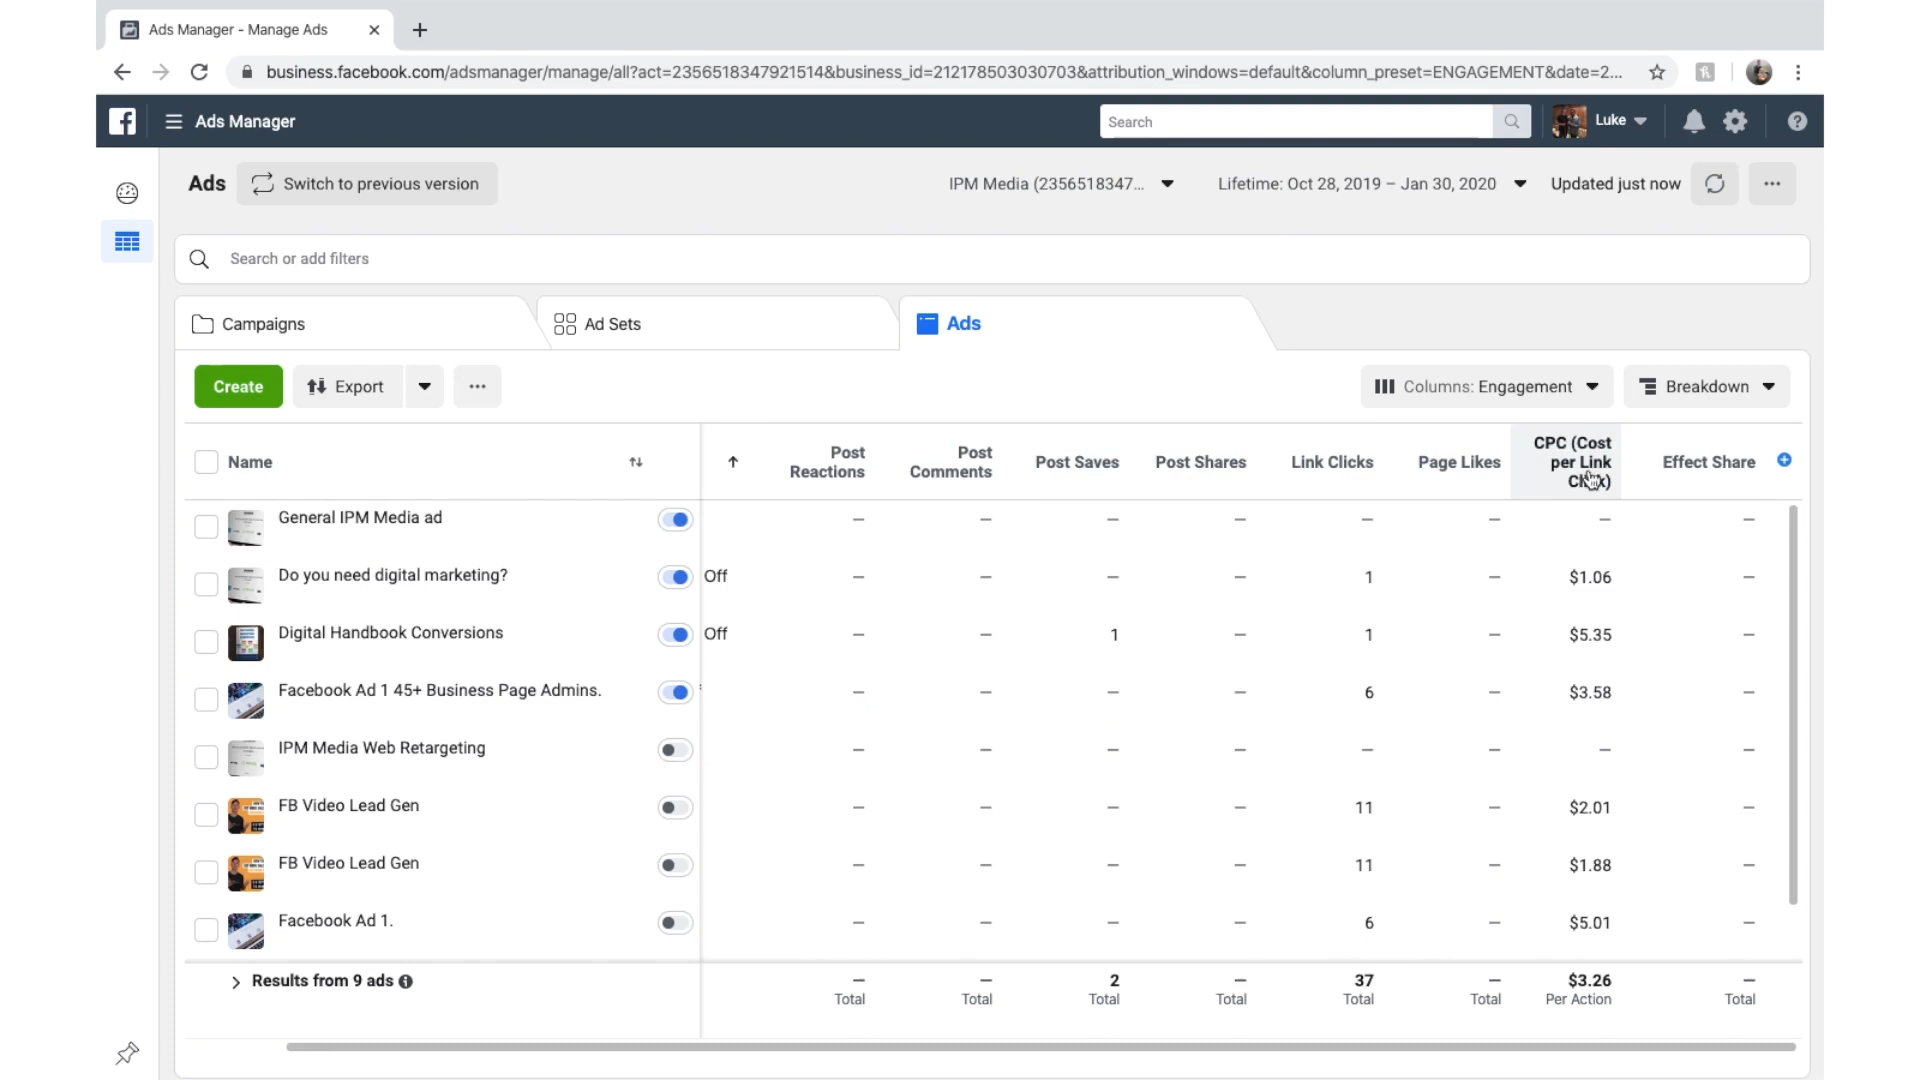 Ads Manager - Manage Ads
business.facebook.com/adsmanager/manage/all?act=2356518347921514&business_id=212178503030703&attribution_windows=default&column_preset=ENGAGEMENT&date=2...
Ads Manager
Search
Luke
Ads
Switch to previous version
IPM Media (2356518347...
Lifetime: Oct 28, 2019 – Jan 30, 2020
Updated just now
Search or add filters
Campaigns
Ad Sets
Ads
Create
Export
Columns: Engagement
Breakdown
Name
Post
Reactions
Post
Comments
Post Saves
Post Shares
Link Clicks
Page Likes
CPC (Cost
per Link
Click)
Effect Share
General IPM Media ad
— — — — — — — —
Do you need digital marketing? Off — — — — 1 — $1.06 —
Digital Handbook Conversions Off — — 1 — 1 — $5.35 —
Facebook Ad 1 45+ Business Page Admins. — — — — 6 — $3.58 —
IPM Media Web Retargeting — — — — — — — —
FB Video Lead Gen — — — — 11 — $2.01 —
FB Video Lead Gen — — — — 11 — $1.88 —
Facebook Ad 1. — — — — 6 — $5.01 —
Results from 9 ads — — 2 — 37 — $3.26 —
Total Total Total Total Total Total Per Action Total